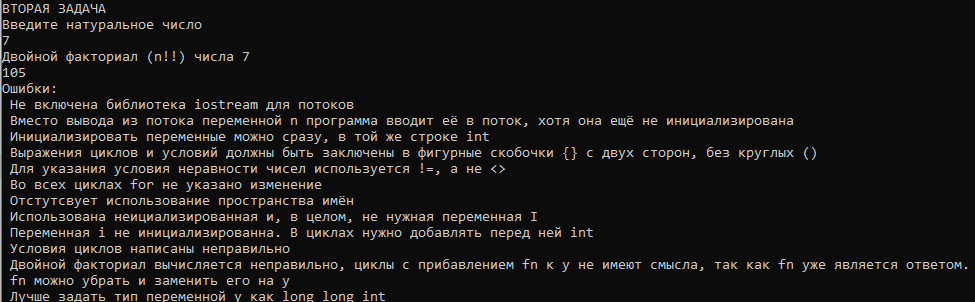 ВТОРАЯ ЗАДАЧА
Введите натуральное число
7
Двойной факториал (n!!) числа 7
105
Ошибки:
Не включена библиотека iostream для потоков
Вместо вывода из потока переменной n программа вводит её в поток, хотя она ещё не инициализирована
Инициализировать переменные можно сразу, в той же строке int
Выражения циклов и условий должны быть заключены в фигурные скобочки {} с двух сторон, без круглых ()
Для указания условия неравности чисел используется !=, а не <>
Во всех циклах for не указано изменение
Отстутсвует использование пространства имён
Использована неициализированная и, в целом, не нужная переменная I
Переменная i не инициализированна. В циклах нужно добавлять перед ней int
Условия циклов написаны неправильно
Двойной факториал вычисляется неправильно, циклы с прибавлением fn к y не имеют смысла, так как fn уже является ответом.
fn можно убрать и заменить его на y
Лучше задать тип переменной y как long long int